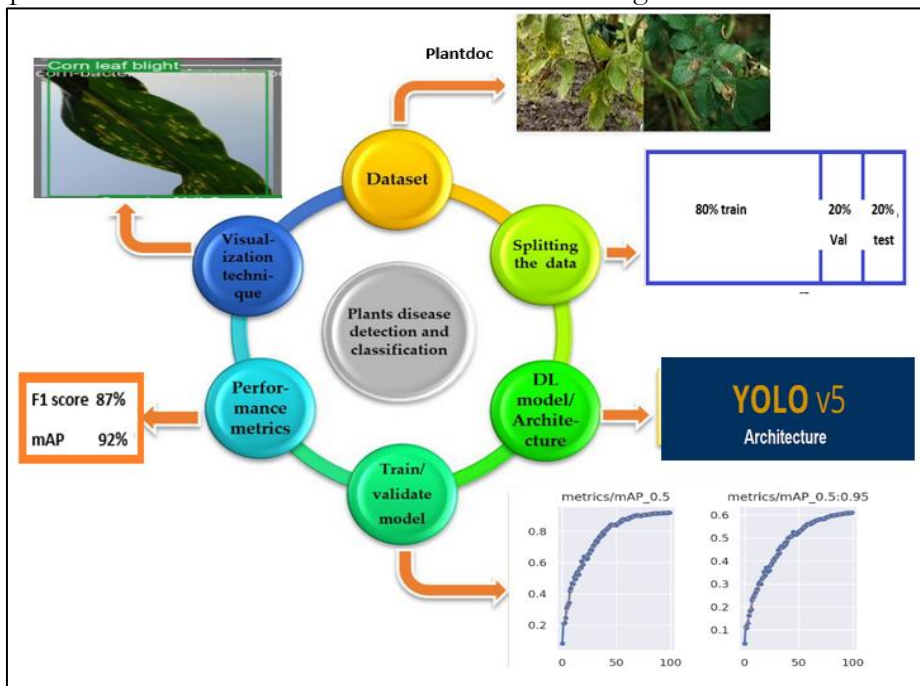 Plantdoc
Corn leaf blight
Dataset
80% train
20%
Val
20%
test
Splitting
the data
Visual-
ization
techni-
que
Plants disease
detection and
classification
DL
model/
Archite-
cture
YOLO v5
Architecture
Perfor-
mance
metrics
F1 score 87%
mAP 92%
Train/
validate
model
metrics/mAP_0.5
0.8
0.6
0.4
0.2
0 50 100
metrics/mAP_0.5:0.95
0.6
0.5
0.4
0.3
0.2
0.1
0 50 100